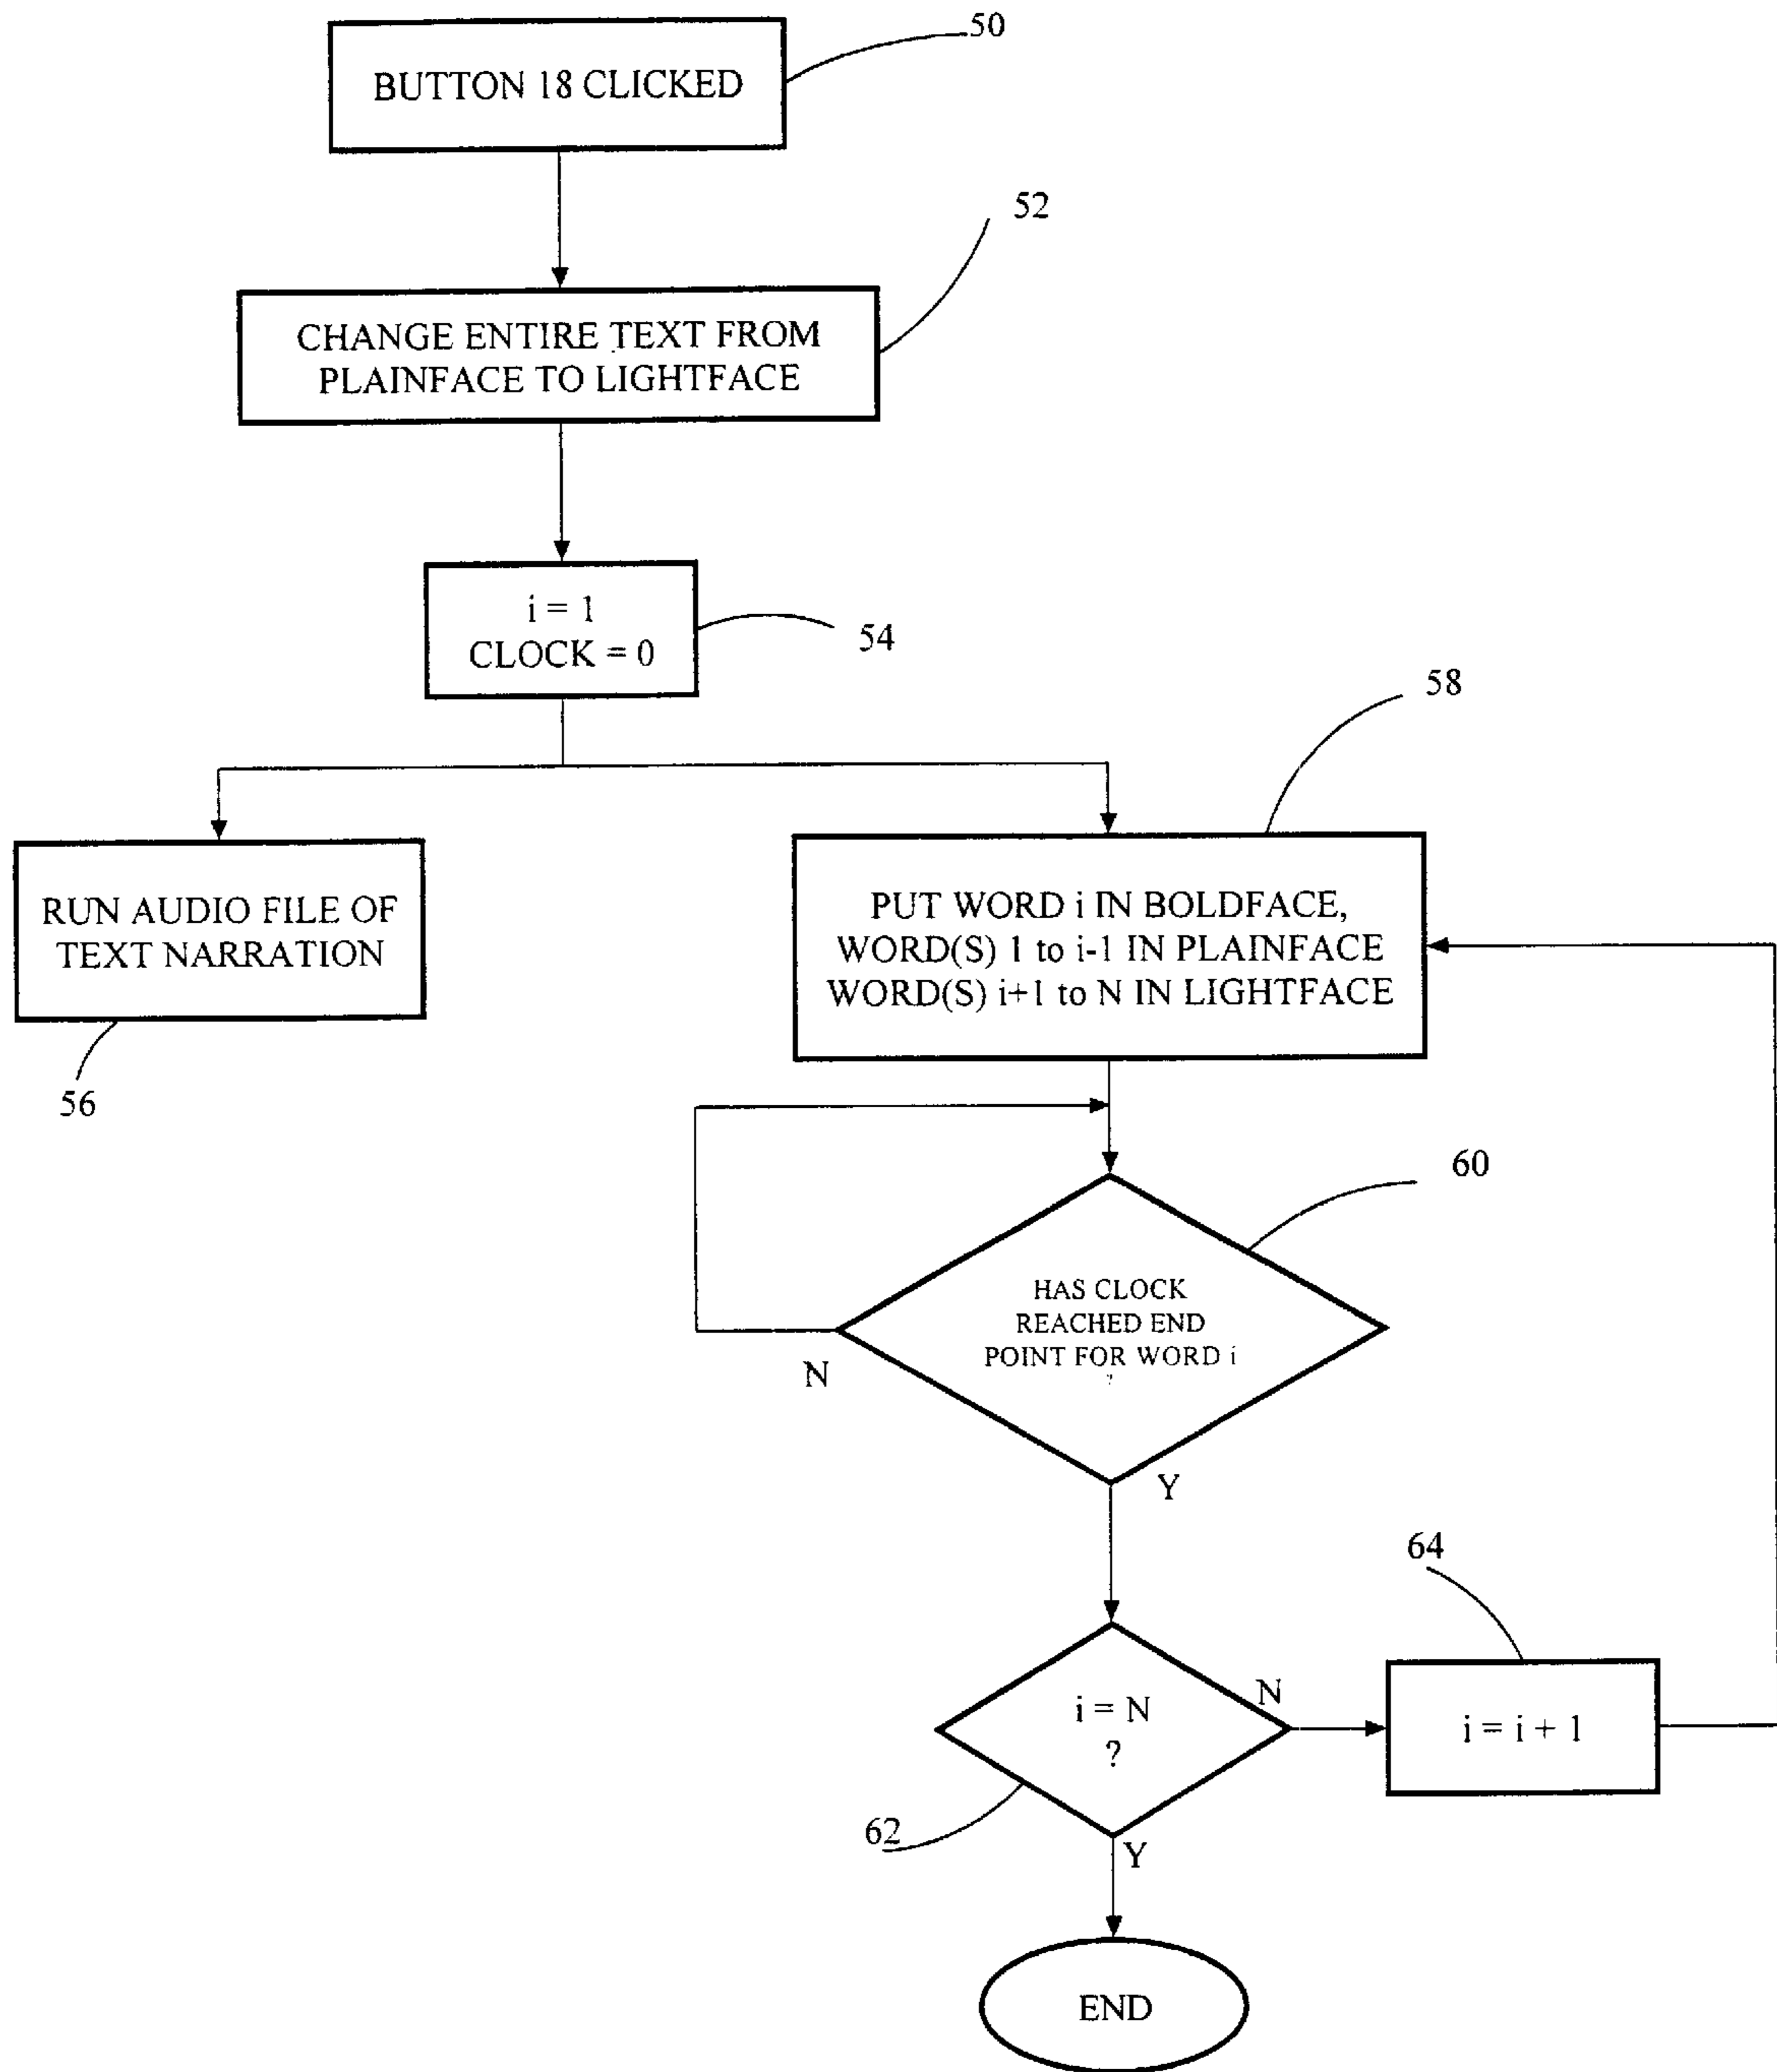 50
BUTTON 18 CLICKED
52
CHANGE ENTIRE TEXT FROM
PLAINFACE TO LIGHTFACE
i = 1
CLOCK = 0
54
58
RUN AUDIO FILE OF
TEXT NARRATION
56
PUT WORD i IN BOLDFACE,
WORD(S) 1 to i-1 IN PLAINFACE
WORD(S) i+1 to N IN LIGHTFACE
60
HAS CLOCK
REACHED END
POINT FOR WORD i
?
N
Y
64
i = N
?
N
i = i + 1
62
Y
END